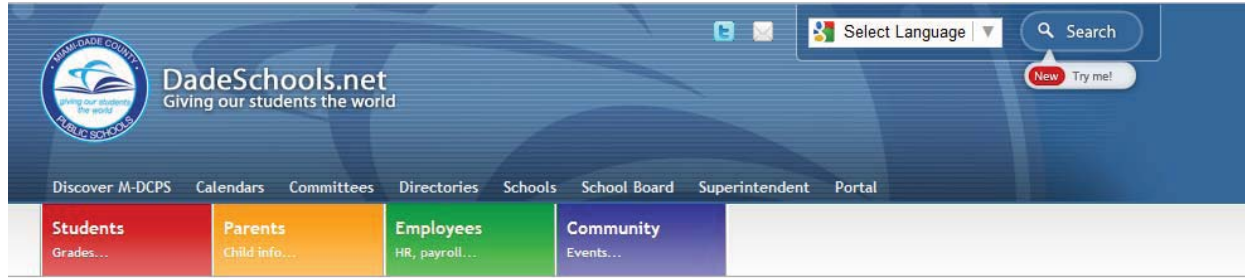 Select Language
Search
New Try me!
MIAMI-DADE COUNTY
giving our students
the world
PUBLIC SCHOOLS
DadeSchools.net
Giving our students the world
Discover M-DCPS Calendars Committees Directories Schools School Board Superintendent Portal
Students Parents Employees Community
Grades... Child info... HR, payroll... Events...